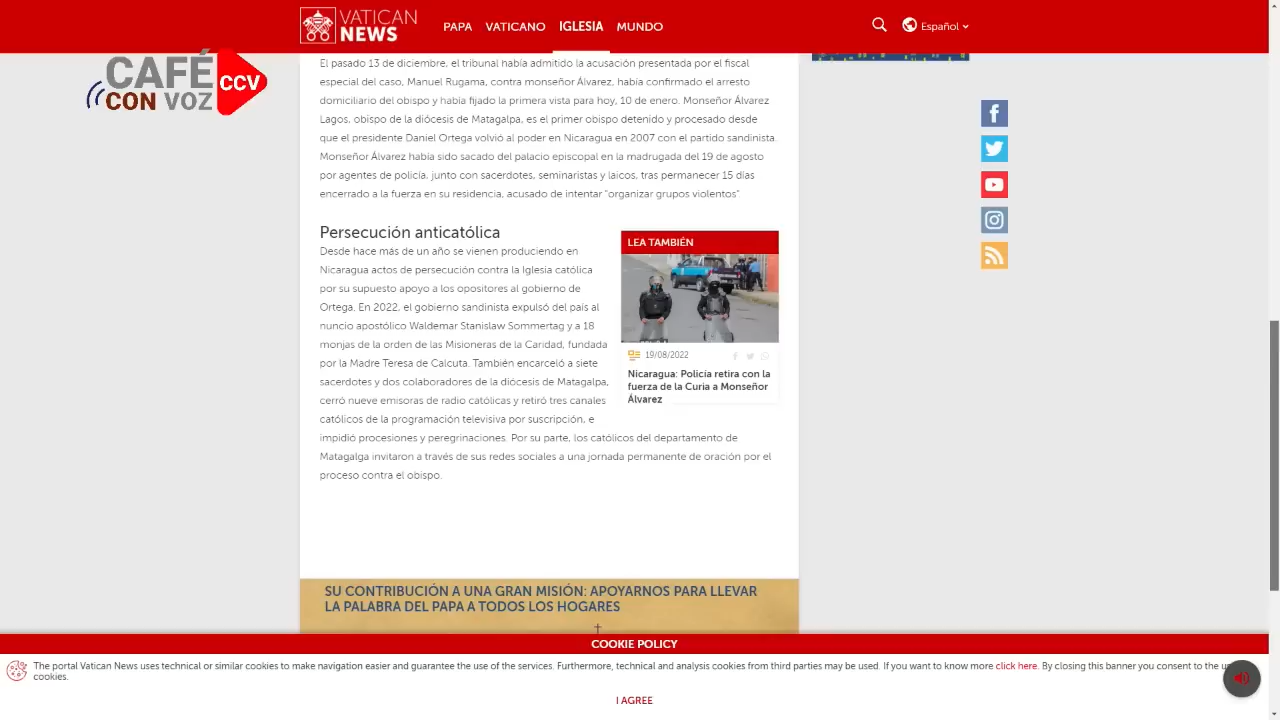 VATICAN
NEWS
PAPA VATICANO IGLESIA MUNDO
Español
CAFÉ
CON VOZ
CCV
El pasado 13 de diciembre, el tribunal había admitido la acusación presentada por el fiscal
especial del caso, Manuel Rugama, contra monseñor Álvarez, había confirmado el arresto
domiciliario del obispo y había fijado la primera vista para hoy, 10 de enero. Monseñor Álvarez
Lagos, obispo de la diócesis de Matagalpa, es el primer obispo detenido y procesado desde
que el presidente Daniel Ortega volvió al poder en Nicaragua en 2007 con el partido sandinista.
Monseñor Álvarez había sido sacado del palacio episcopal en la madrugada del 19 de agosto
por agentes de policía, junto con sacerdotes, seminaristas y laicos, tras permanecer 15 días
encerrado a la fuerza en su residencia, acusado de intentar "organizar grupos violentos".
Persecución anticatólica
Desde hace más de un año se vienen produciendo en
Nicaragua actos de persecución contra la Iglesia católica
por su supuesto apoyo a los opositores al gobierno de
Ortega. En 2022, el gobierno sandinista expulsó del país al
nuncio apostólico Waldemar Stanislaw Sommertag y a 18
monjas de la orden de las Misioneras de la Caridad, fundada
por la Madre Teresa de Calcuta. También encarceló a siete
sacerdotes y dos colaboradores de la diócesis de Matagalpa,
cerró nueve emisoras de radio católicas y retiró tres canales
católicos de la programación televisiva por suscripción, e
impidió procesiones y peregrinaciones. Por su parte, los católicos del departamento de
Matagalga invitaron a través de sus redes sociales a una jornada permanente de oración por el
proceso contra el obispo.
LEA TAMBIÉN
19/08/2022
Nicaragua: Policía retira con la
fuerza de la Curia a Monseñor
Álvarez
SU CONTRIBUCIÓN A UNA GRAN MISIÓN: APOYARNOS PARA LLEVAR
LA PALABRA DEL PAPA A TODOS LOS HOGARES
COOKIE POLICY
The portal Vatican News uses technical or similar cookies to make navigation easier and guarantee the use of the services. Furthermore, technical and analysis cookies from third parties may be used. If you want to know more click here. By closing this banner you consent to the
cookies.
I AGREE